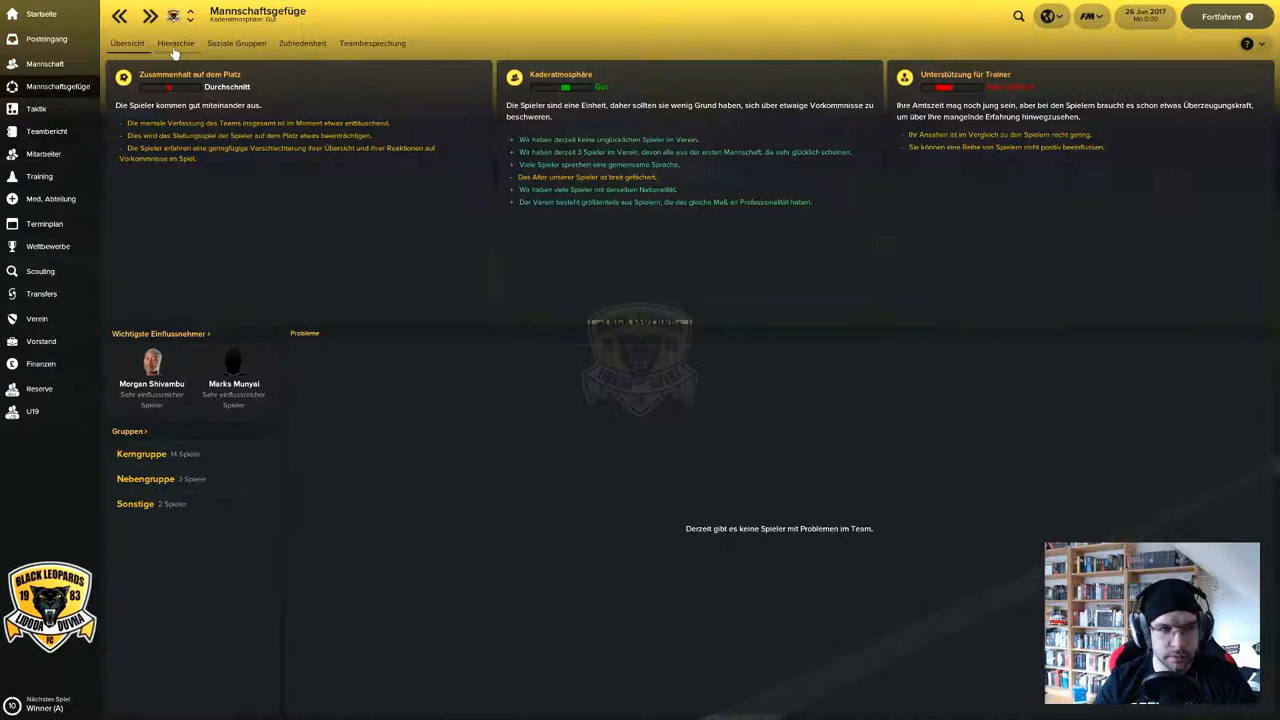 Startseite
Mannschaftsgefüge
Kaderatmosphäre: Gut
26 Jun 2017
Mo 0:00
FM
Fortfahren
Posteingang
Übersicht
Hierarchie
Soziale Gruppen
Zufriedenheit
Teambesprechung
?
Mannschaft
Mannschaftsgefüge
Taktik
Teambericht
Mitarbeiter
Training
Med. Abteilung
Terminplan
Wettbewerbe
Scouting
Transfers
Verein
Vorstand
Finanzen
Reserve
U19
Zusammenhalt auf dem Platz
Durchschnitt
Die Spieler kommen gut miteinander aus.
- Die mentale Verfassung des Teams insgesamt ist im Moment etwas enttäuschend.
- Dies wird das Stellungsspiel der Spieler auf dem Platz etwas beeinträchtigen.
- Die Spieler erfahren eine geringfügige Verschlechterung ihrer Übersicht und ihrer Reaktionen auf
Vorkommnisse im Spiel.
Kaderatmosphäre
Gut
Die Spieler sind eine Einheit, daher sollten sie wenig Grund haben, sich über etwaige Vorkommnisse zu
beschweren.
+ Wir haben derzeit keine unglücklichen Spieler im Verein.
+ Wir haben derzeit 3 Spieler im Verein, davon alle aus der ersten Mannschaft, die sehr glücklich scheinen.
+ Viele Spieler sprechen eine gemeinsame Sprache.
- Das Alter unserer Spieler ist breit gefächert.
+ Wir haben viele Spieler mit derselben Nationalität.
+ Der Verein besteht größtenteils aus Spielern, die das gleiche Maß an Professionalität haben.
Unterstützung für Trainer
Ihre Amtszeit mag noch jung sein, aber bei den Spielern braucht es schon etwas Überzeugungskraft,
um über Ihre mangelnde Erfahrung hinwegzusehen.
- Ihr Ansehen ist im Vergleich zu den Spielern recht gering.
- Sie können eine Reihe von Spielern nicht positiv beeinflussen.
Wichtigste Einflussnehmer >
Probleme
Morgan Shivambu
Sehr einflussreicher
Spieler
Marks Munyai
Sehr einflussreicher
Spieler
Gruppen >
Kerngruppe 14 Spieler
Nebengruppe 3 Spieler
Sonstige 2 Spieler
Derzeit gibt es keine Spieler mit Problemen im Team.
BLACK LEOPARDS
19 83
LIDODA DUVHA
FC
10
Nächstes Spiel
Winner (A)